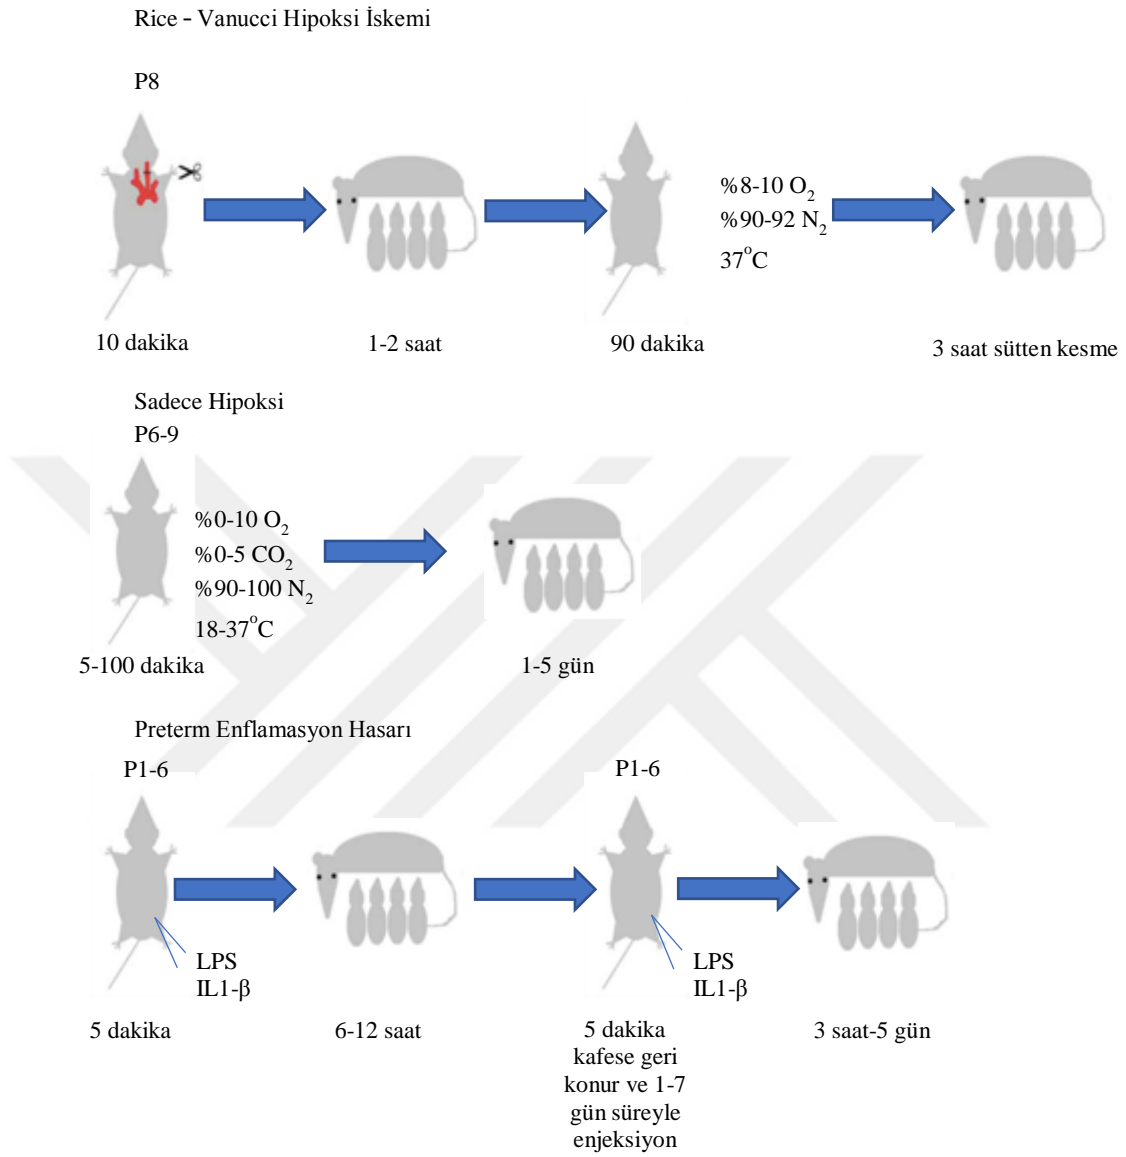 Rice - Vanucci Hipoksi İskemi
P8
%8-10 O2
%90-92 N2
37°C
10 dakika
1-2 saat
90 dakika
3 saat sütten kesme
Sadece Hipoksi
P6-9
%0-10 O2
%0-5 CO2
%90-100 N2
18-37°C
5-100 dakika
1-5 gün
Preterm Enflamasyon Hasarı
P1-6
P1-6
LPS
IL1-β
LPS
IL1-β
5 dakika
6-12 saat
5 dakika
kafese geri
konur ve 1-7
gün süreyle
enjeksiyon
3 saat-5 gün